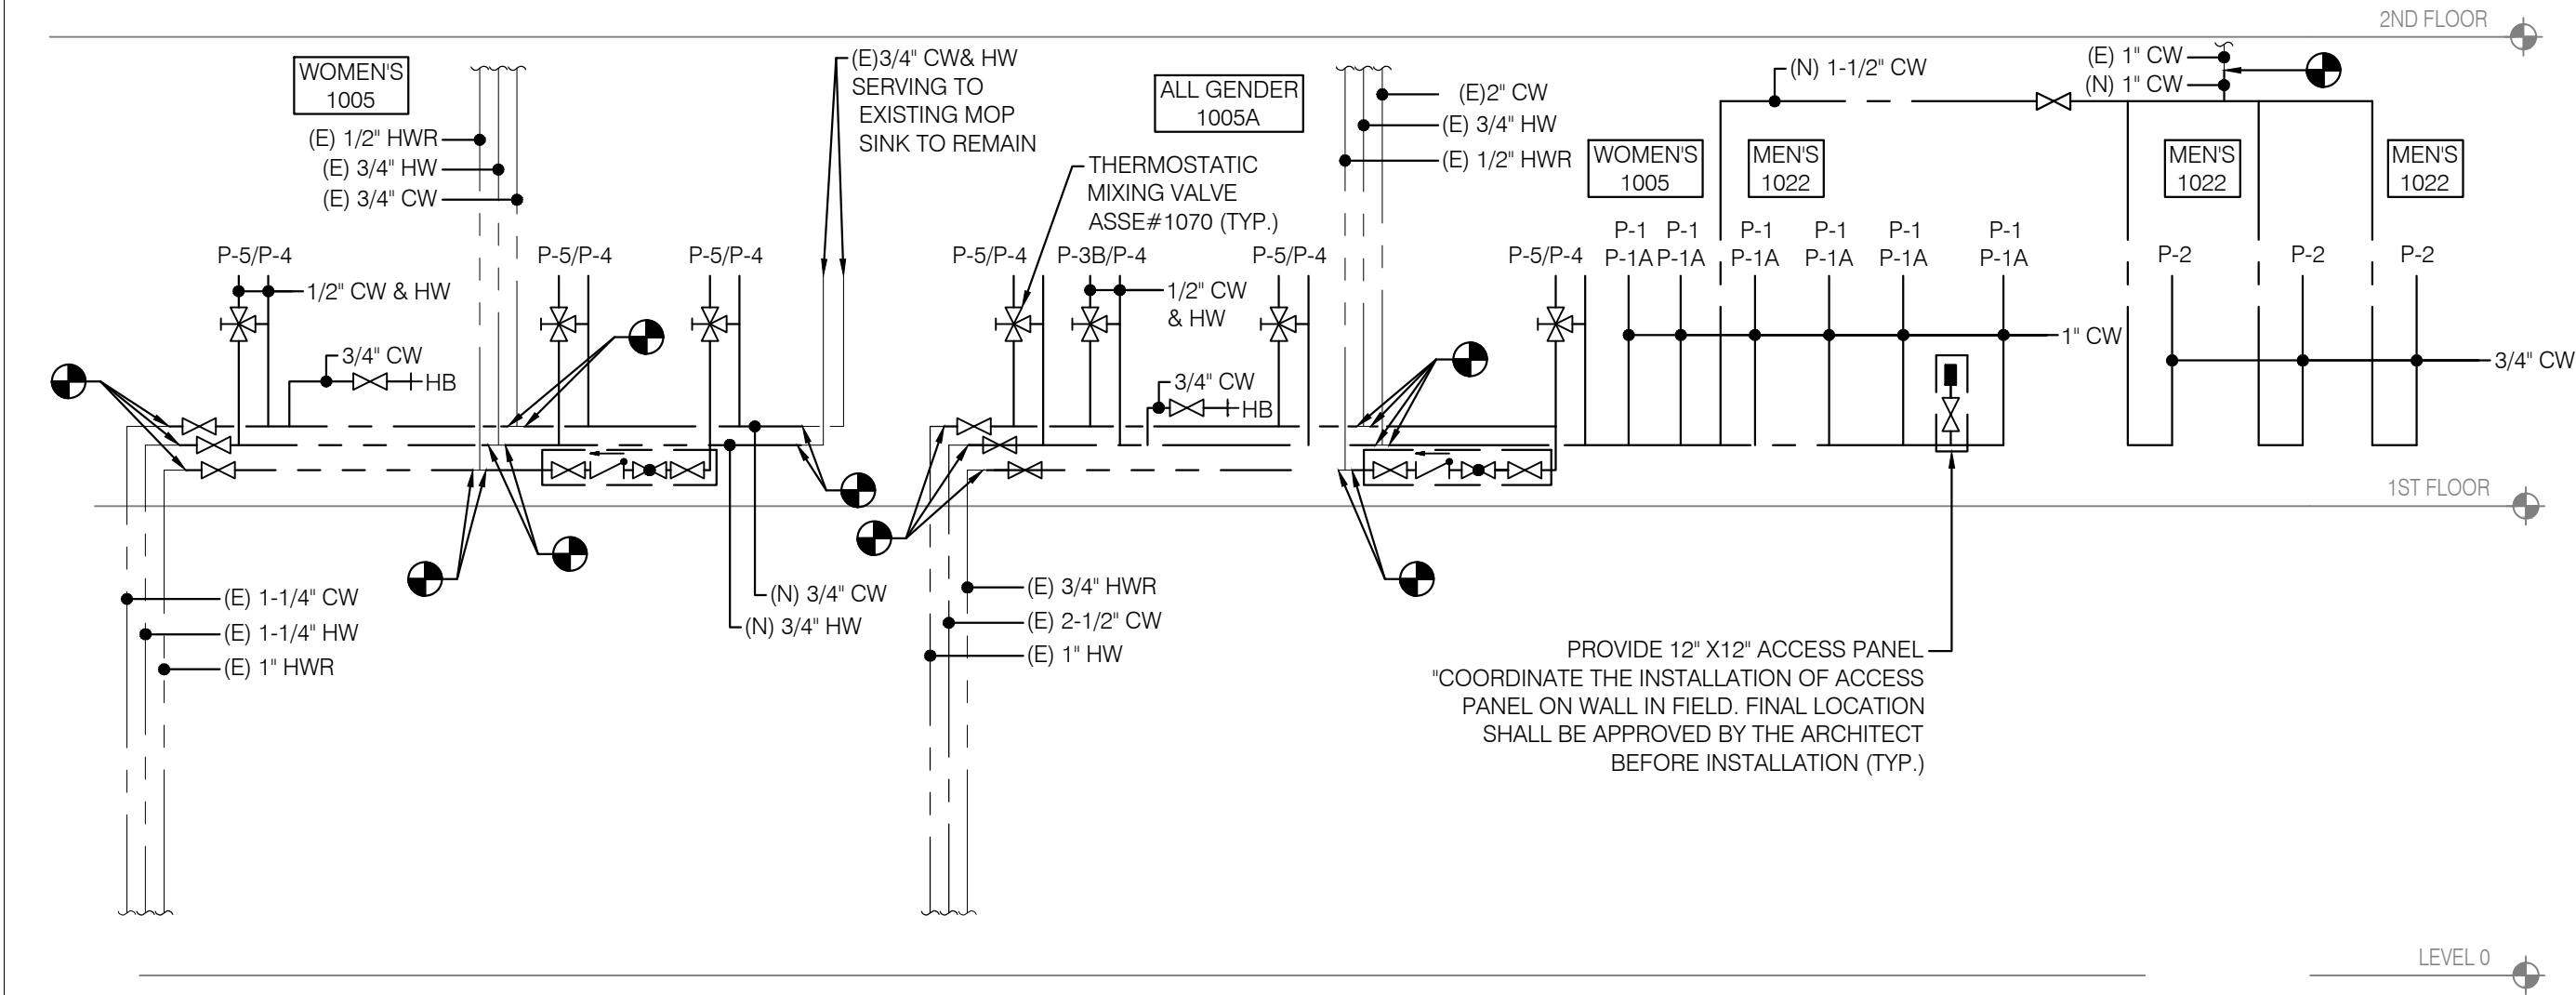 2ND FLOOR
WOMEN'S
1005
(E) 1/2" HWR
(E) 3/4" HW
(E) 3/4" CW
(E)3/4" CW& HW
SERVING TO
EXISTING MOP
SINK TO REMAIN
ALL GENDER
1005A
THERMOSTATIC
MIXING VALVE
ASSE#1070 (TYP.)
(E)2" CW
(E) 3/4" HW
(E) 1/2" HWR
(N) 1-1/2" CW
(E) 1" CW
(N) 1" CW
WOMEN'S
1005
MEN'S
1022
MEN'S
1022
MEN'S
1022
P-5/P-4
P-5/P-4
P-5/P-4
P-5/P-4
P-3B/P-4
P-5/P-4
P-5/P-4
P-1
P-1A
P-1
P-1A
P-1
P-1A
P-1
P-1A
P-1
P-1A
P-1
P-1A
P-2
P-2
P-2
1/2" CW & HW
1/2" CW
& HW
1" CW
3/4" CW
3/4" CW
HB
3/4" CW
HB
1ST FLOOR
(E) 1-1/4" CW
(E) 1-1/4" HW
(E) 1" HWR
(N) 3/4" CW
(N) 3/4" HW
(E) 3/4" HWR
(E) 2-1/2" CW
(E) 1" HW
PROVIDE 12" X12" ACCESS PANEL
"COORDINATE THE INSTALLATION OF ACCESS
PANEL ON WALL IN FIELD. FINAL LOCATION
SHALL BE APPROVED BY THE ARCHITECT
BEFORE INSTALLATION (TYP.)
LEVEL 0